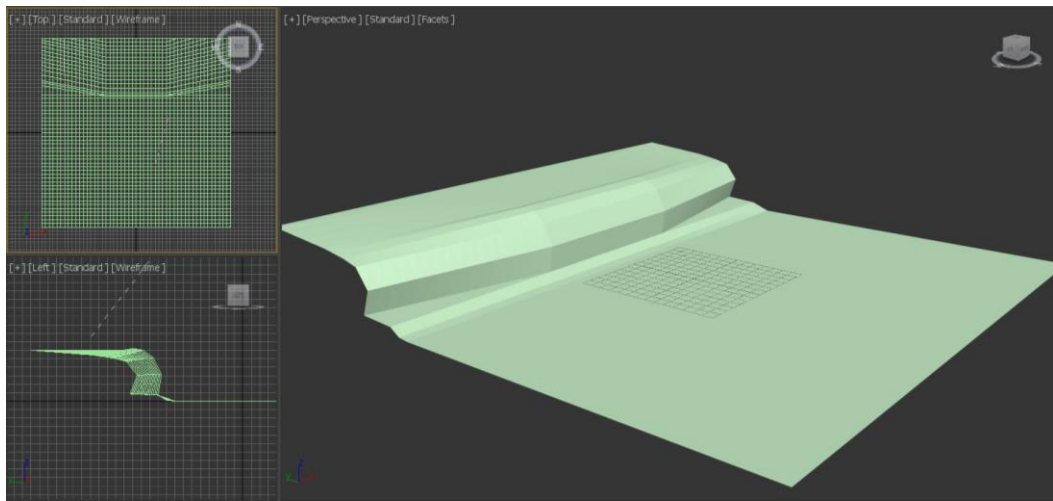 [+] [Top] [Standard] [Wireframe]
[+] [Perspective] [Standard] [Facets]
[+] [Left] [Standard] [Wireframe]